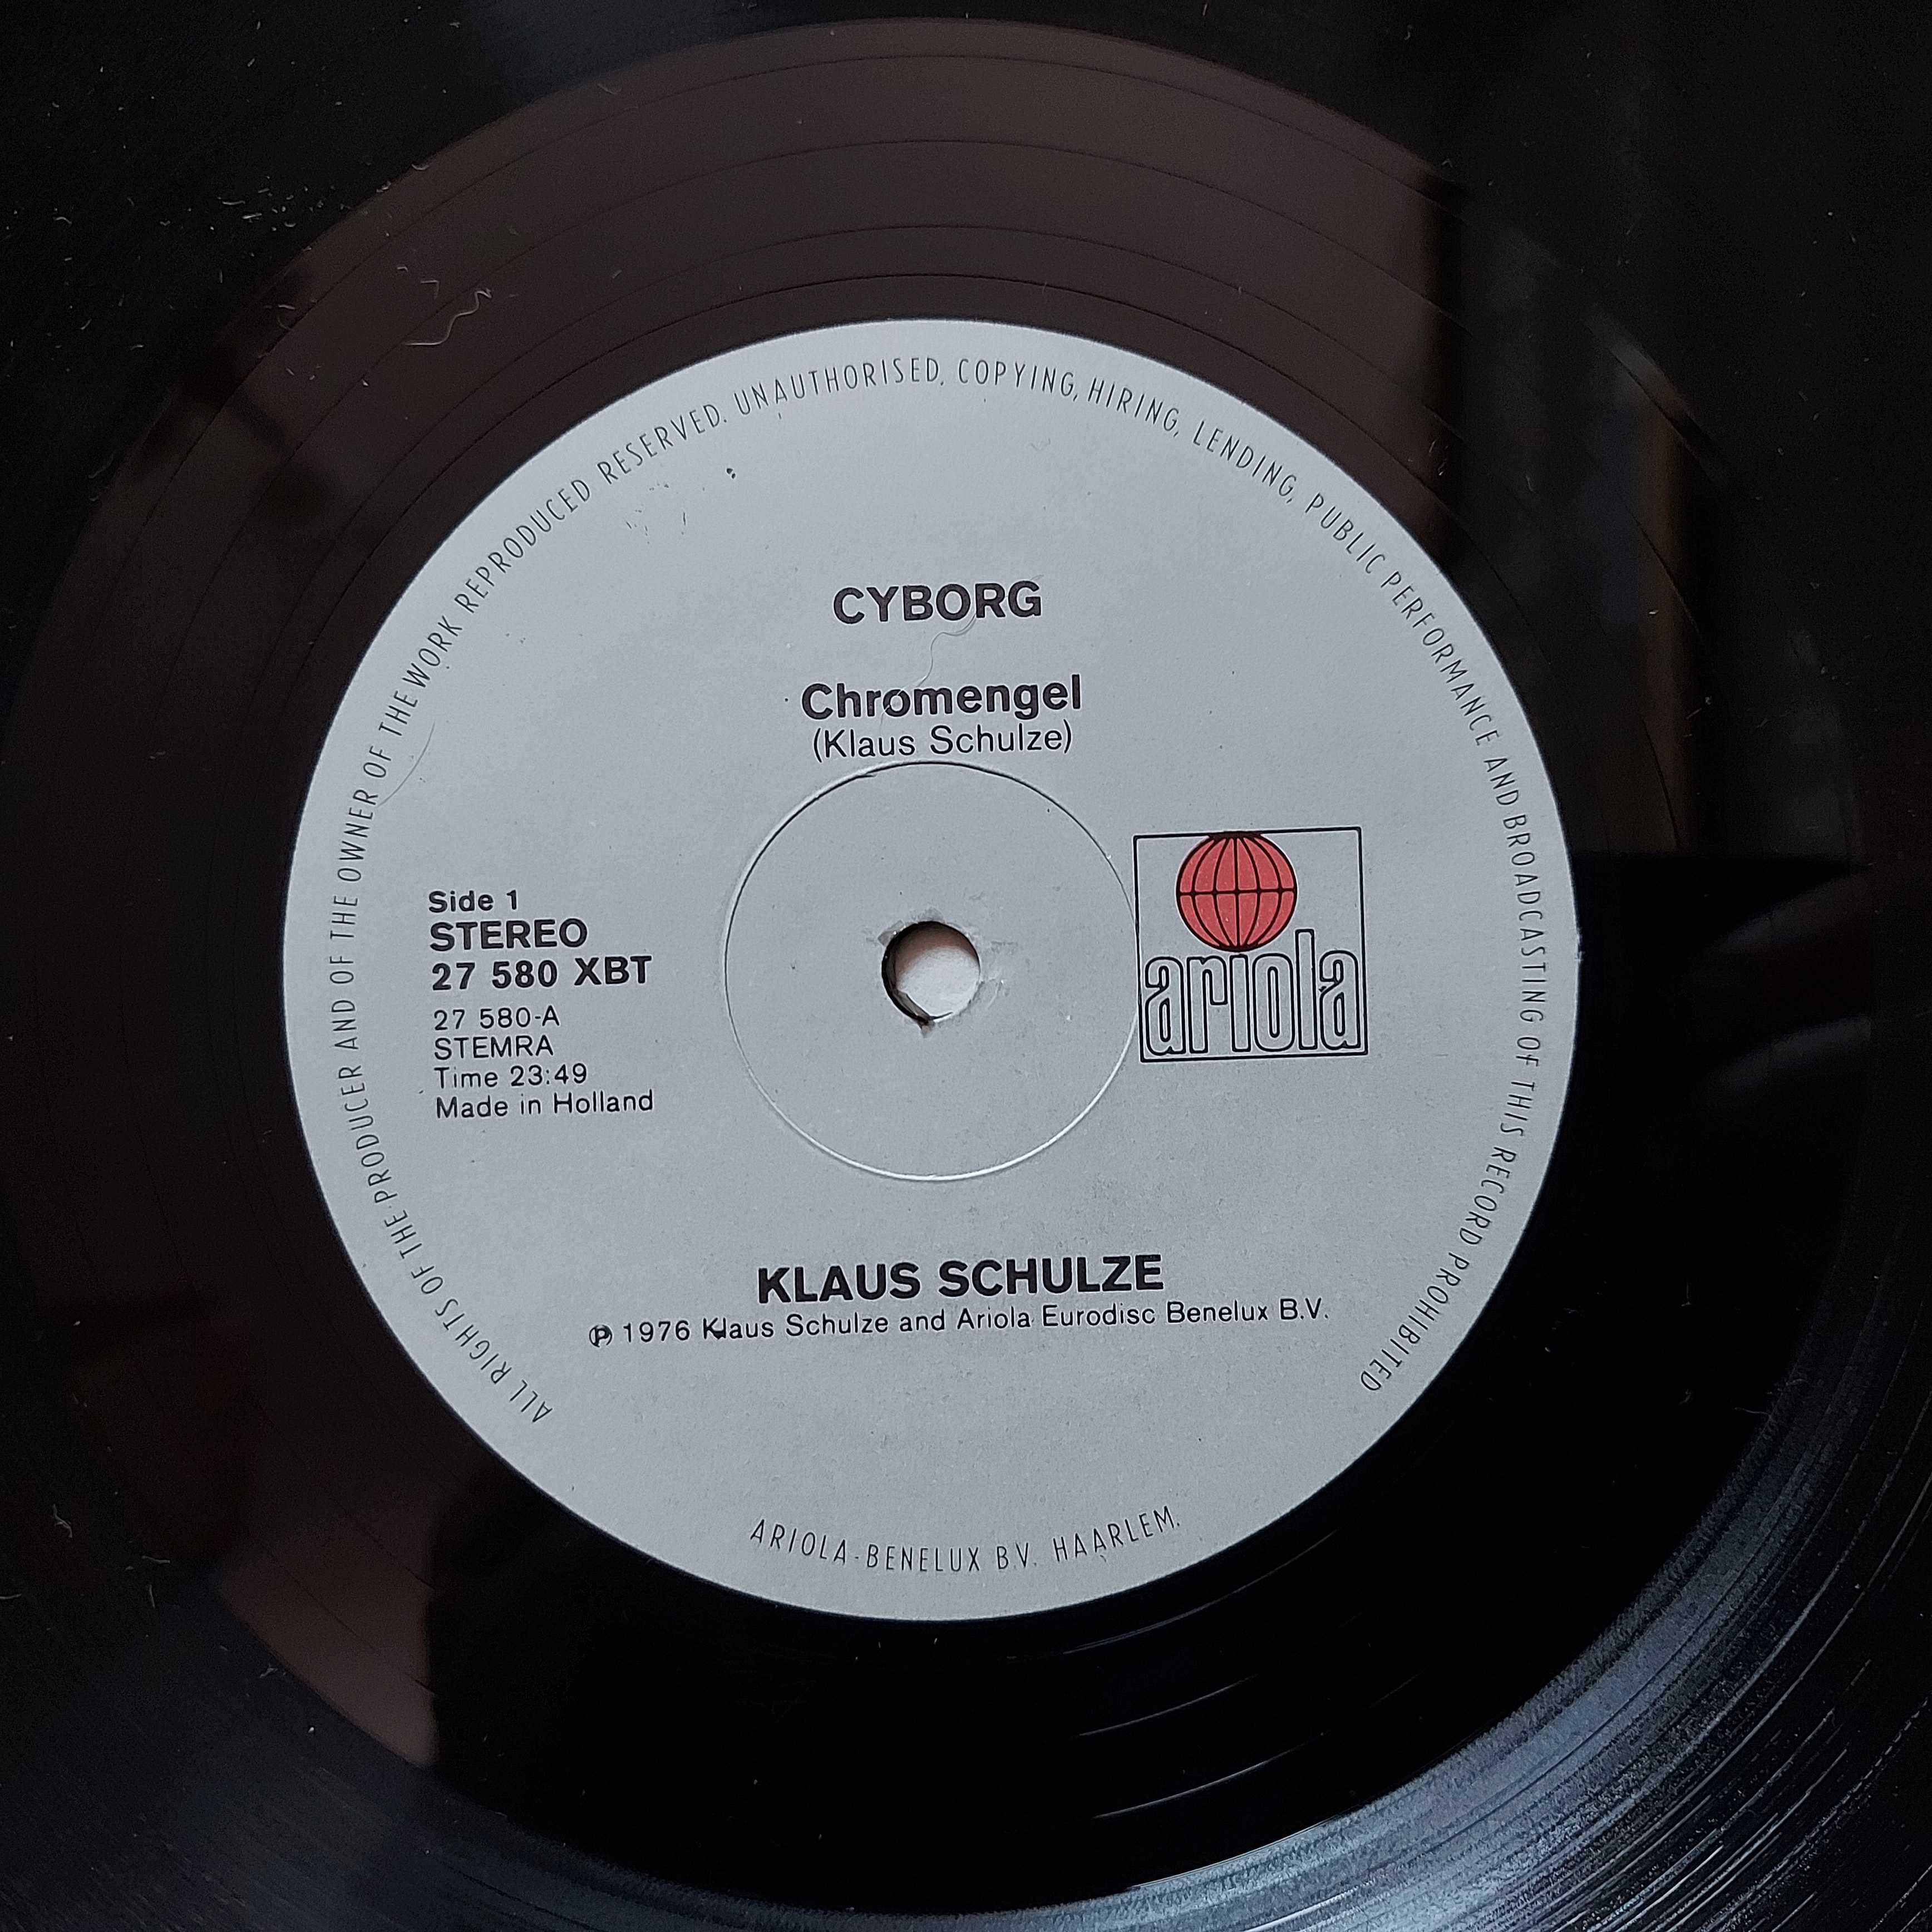 ALL RIGHTS OF THE PRODUCER AND OF THE OWNER OF THE WORK REPRODUCED RESERVED. UNAUTHORISED, COPYING, HIRING, LENDING, PUBLIC PERFORMANCE AND BROADCASTING OF THIS RECORD PROHIBITED
CYBORG
Chromengel
(Klaus Schulze)
Side 1
STEREO
27 580 XBT
27 580-A
STEMRA
Time 23:49
Made in Holland
ariola
KLAUS SCHULZE
℗ 1976 Klaus Schulze and Ariola Eurodisc Benelux B.V.
ARIOLA-BENELUX B.V. HAARLEM.